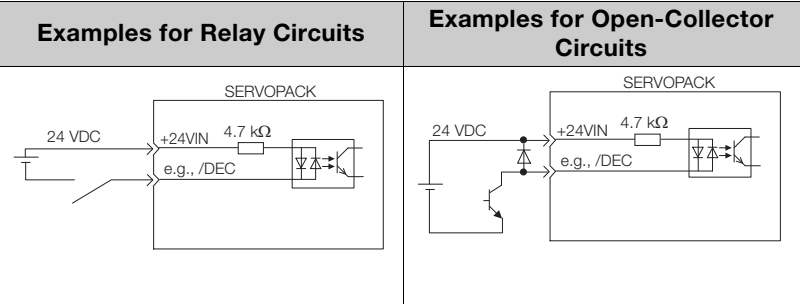 Examples for Relay Circuits
Examples for Open-Collector
Circuits
SERVOPACK
24 VDC
+24VIN
4.7 kΩ
e.g., /DEC
SERVOPACK
24 VDC
+24VIN
4.7 kΩ
e.g., /DEC